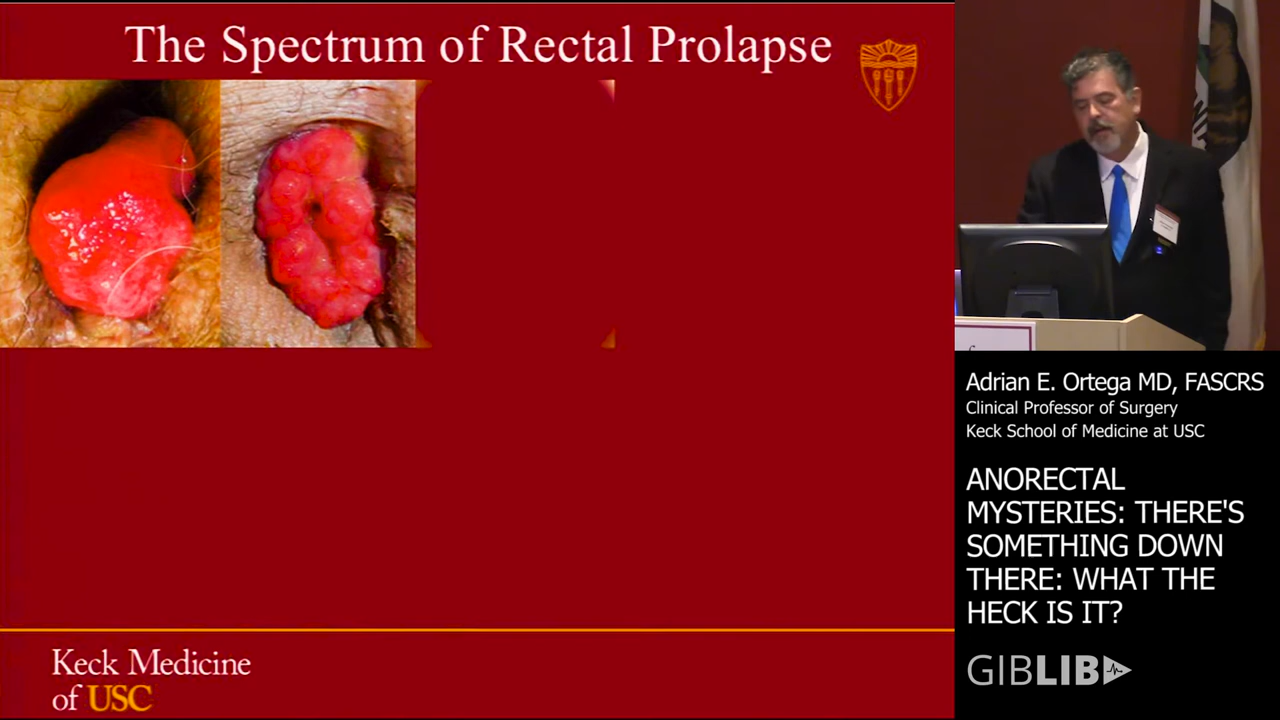 The Spectrum of Rectal Prolapse
Keck Medicine
of USC
Adrian E. Ortega MD, FASCRS
Clinical Professor of Surgery
Keck School of Medicine at USC
ANORECTAL
MYSTERIES: THERE'S
SOMETHING DOWN
THERE: WHAT THE
HECK IS IT?
GIBLIB